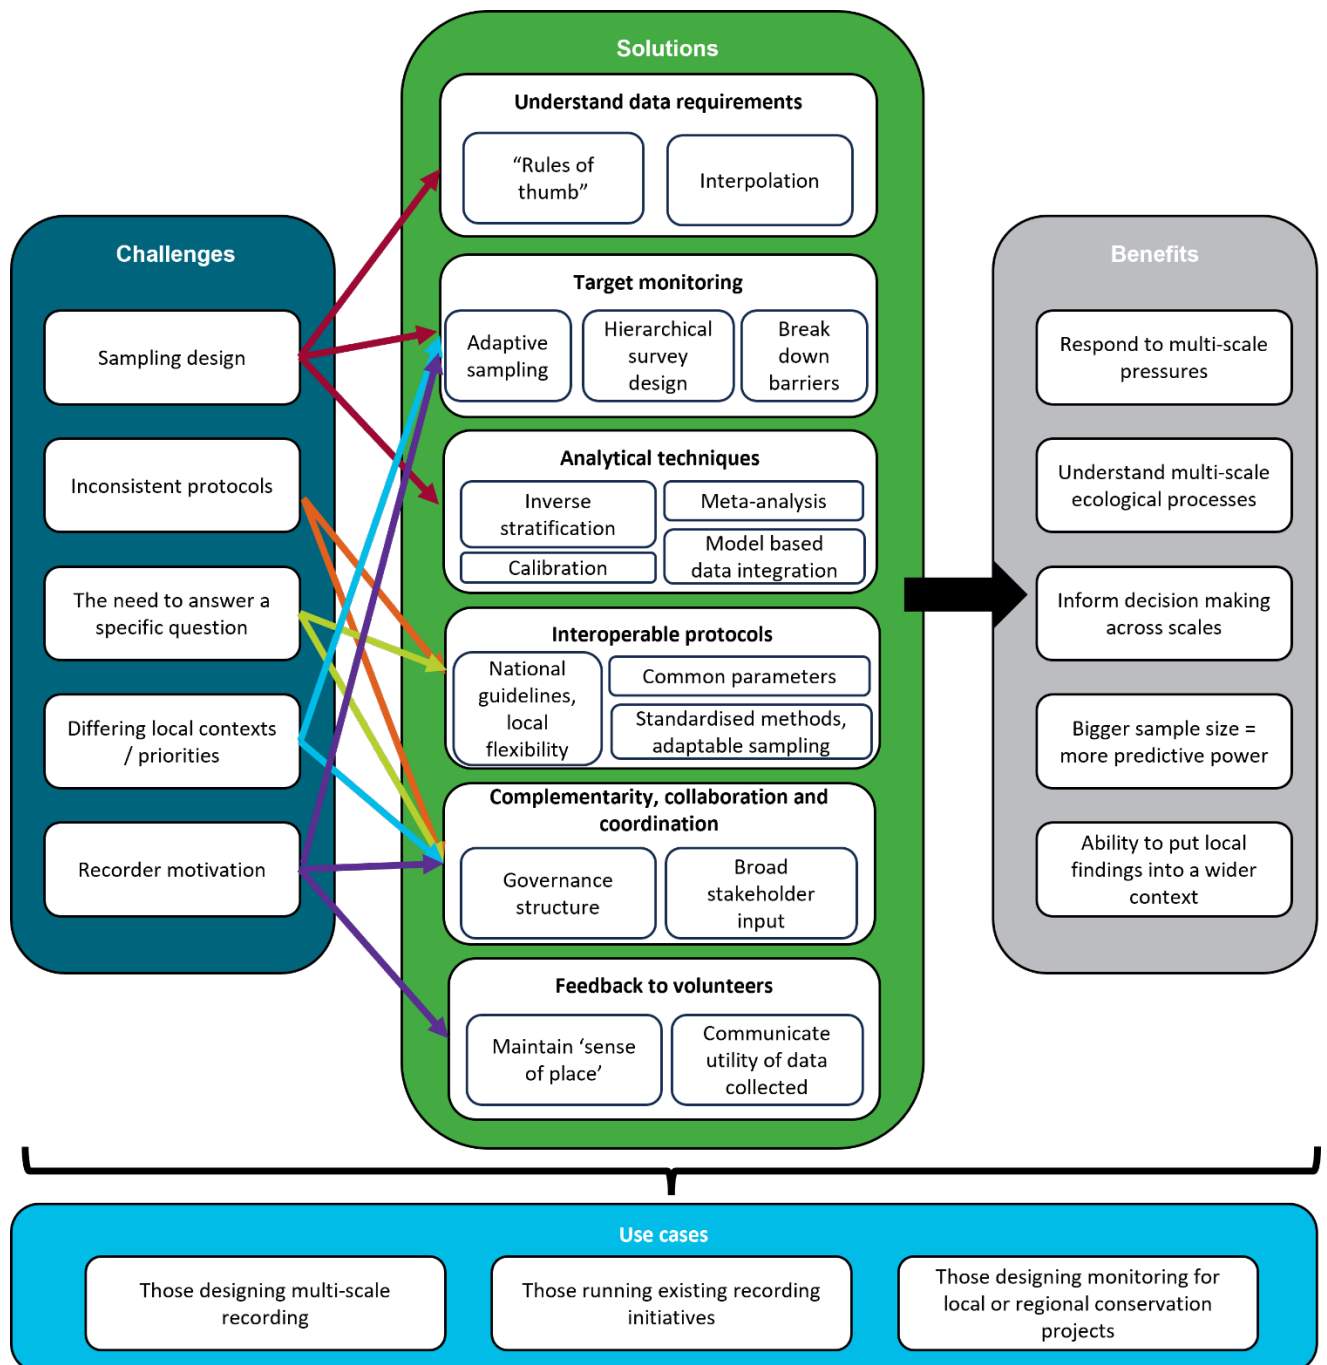 Solutions
Understand data requirements
“Rules of
thumb”
Interpolation
Target monitoring
Adaptive
sampling
Hierarchical
survey
design
Break
down
barriers
Analytical techniques
Inverse
stratification
Calibration
Meta-analysis
Model based
data integration
Interoperable protocols
National
guidelines,
local
flexibility
Common parameters
Standardised methods,
adaptable sampling
Complementarity, collaboration and
coordination
Governance
structure
Broad
stakeholder
input
Feedback to volunteers
Maintain ‘sense
of place’
Communicate
utility of data
collected
Challenges
Sampling design
Inconsistent protocols
The need to answer a
specific question
Differing local contexts
/ priorities
Recorder motivation
Benefits
Respond to multi-scale
pressures
Understand multi-scale
ecological processes
Inform decision making
across scales
Bigger sample size =
more predictive power
Ability to put local
findings into a wider
context
Use cases
Those designing multi-scale
recording
Those running existing recording
initiatives
Those designing monitoring for
local or regional conservation
projects